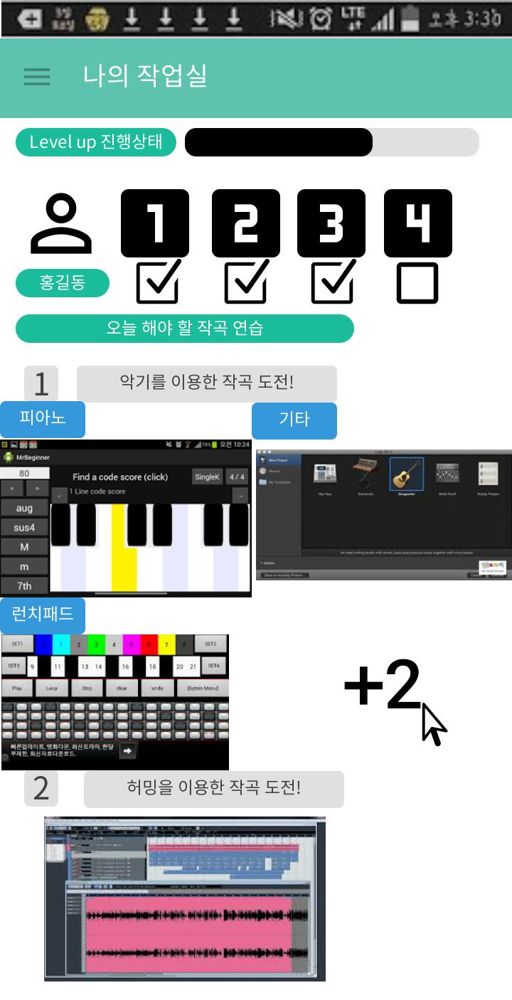 LTE 오후 3:30
나의 작업실
Level up 진행상태
1 2 3 4
홍길동
오늘 해야 할 작곡 연습
1 악기를 이용한 작곡 도전!
피아노 기타
오전 10:24
MrBeginner
80 Find a code score (click) SingleK 4 / 4
1 Line code score
aug
sus4
M
m
7th
New Project
Hip Hop Electronic Songwriter Multi-Track Empty Project
런치패드
SET1 1 2 3 4 5 6 7 8 SET2
SET3 9 11 13 14 16 18 20 21 SET4
Play Loop Stop clear undo [Sytem Menu]
빠른업데이트, 영화다운, 최신드라마, 한달
무제한, 최신자료다운로드.
+2
2 허밍을 이용한 작곡 도전!